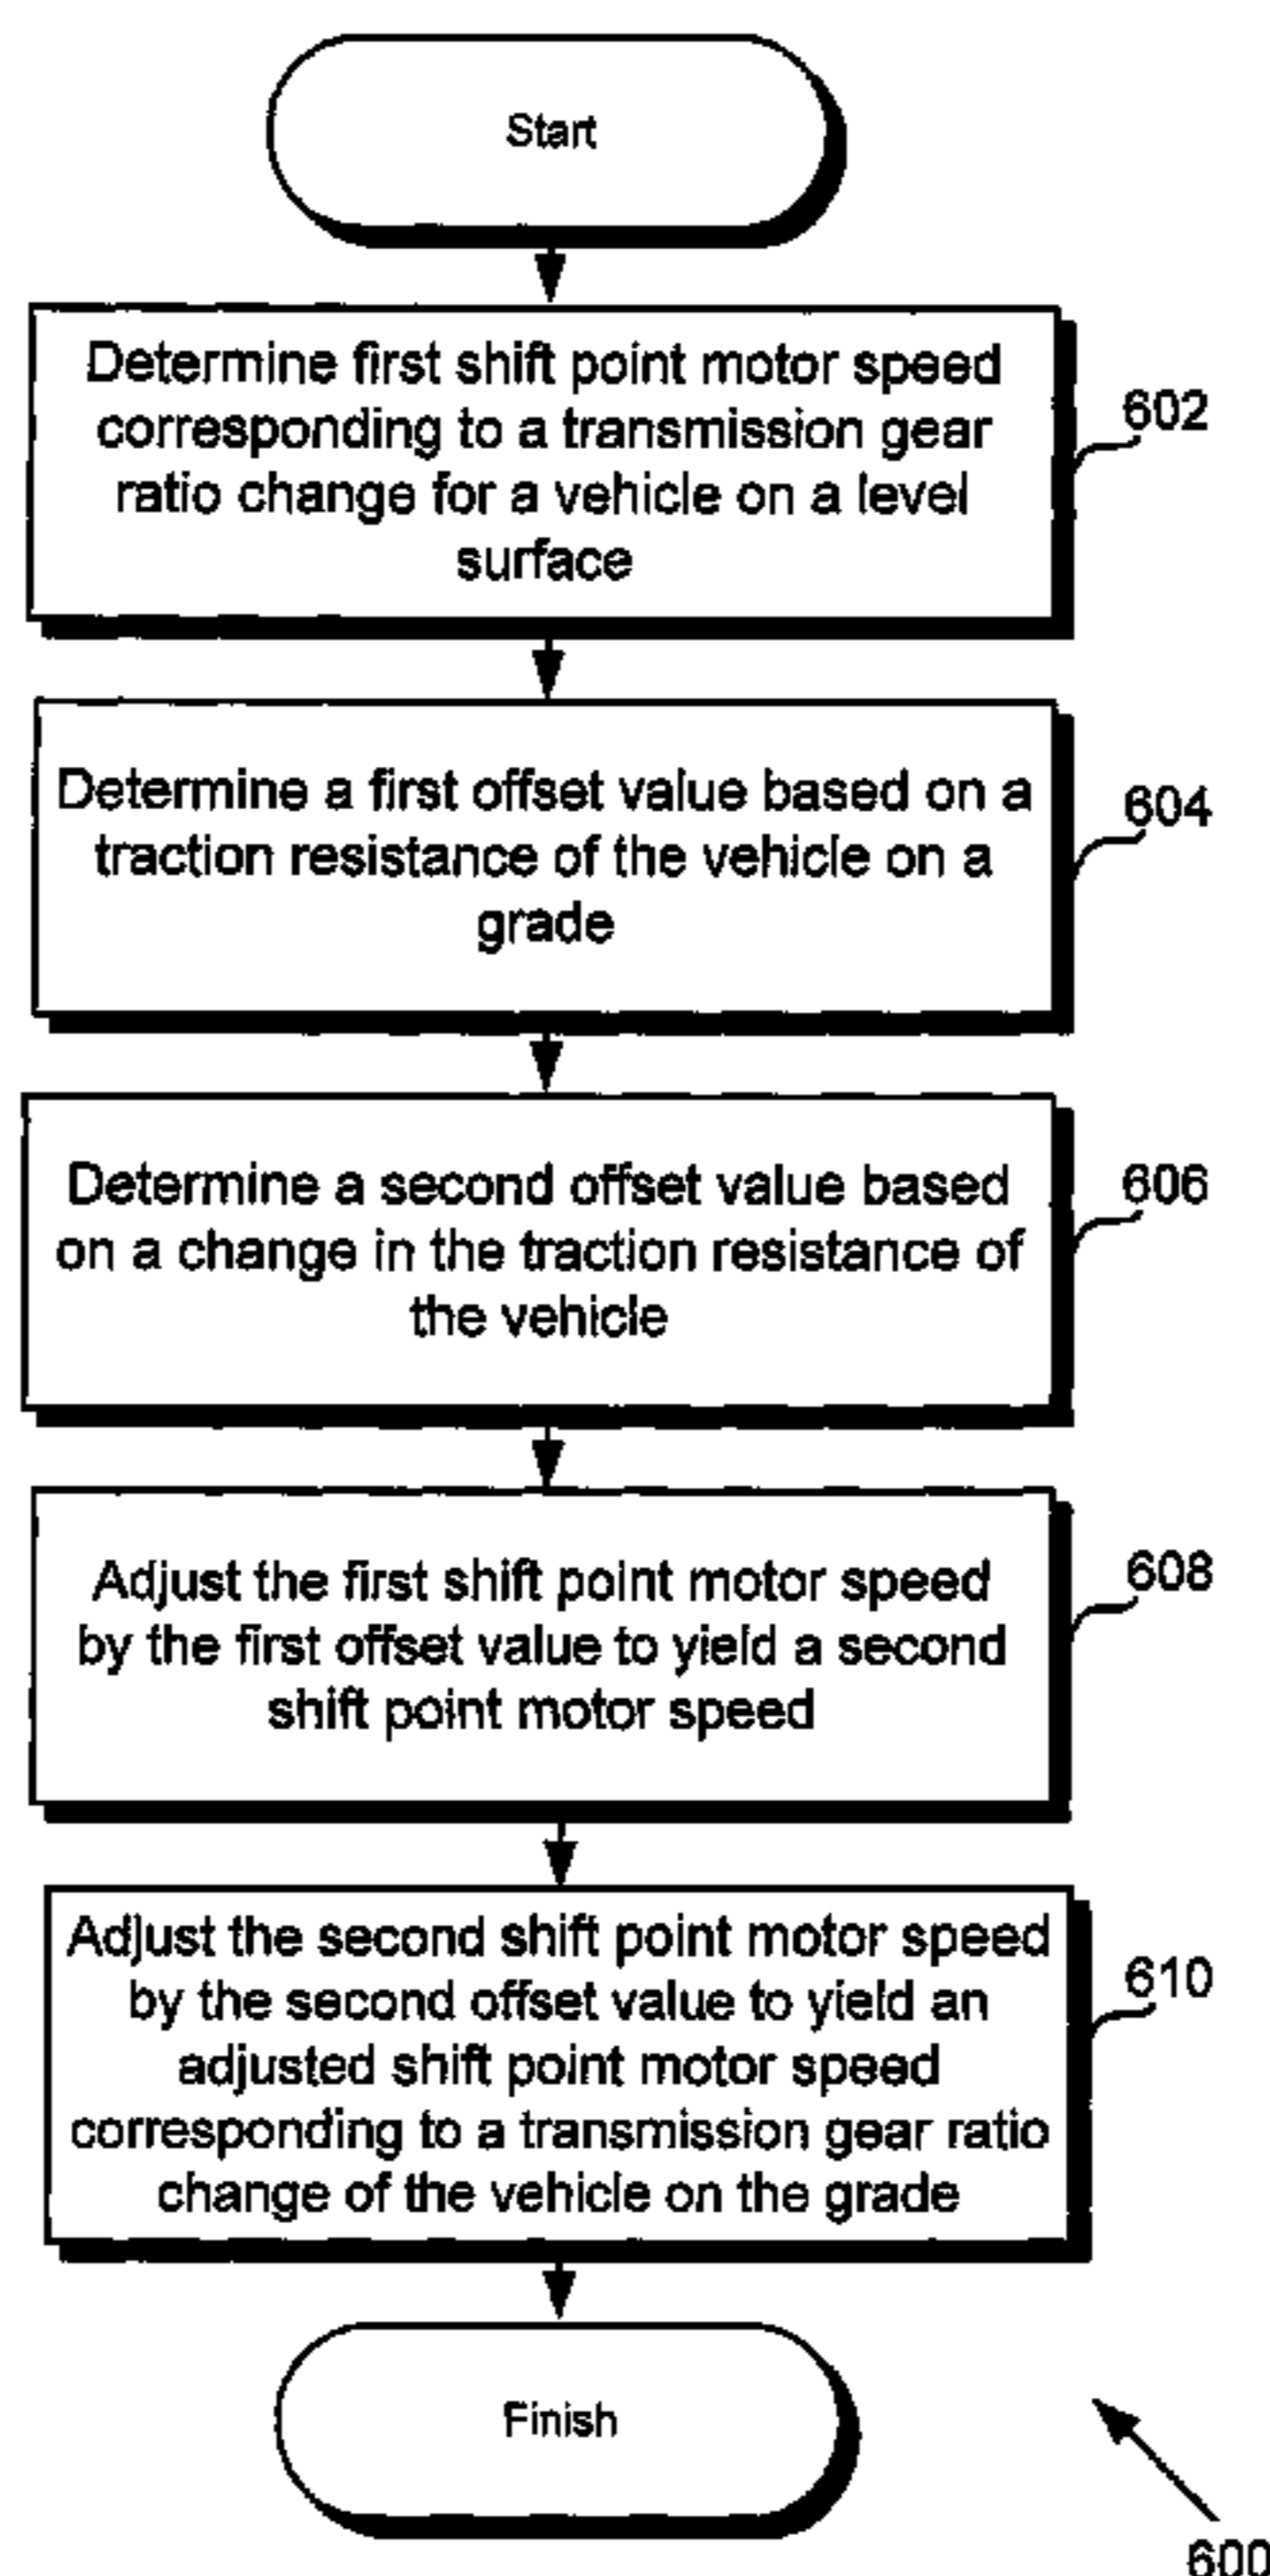 Start
Determine first shift point motor speed
corresponding to a transmission gear
ratio change for a vehicle on a level
surface
602
Determine a first offset value based on a
traction resistance of the vehicle on a
grade
604
Determine a second offset value based
on a change in the traction resistance of
the vehicle
606
Adjust the first shift point motor speed
by the first offset value to yield a second
shift point motor speed
608
Adjust the second shift point motor speed
by the second offset value to yield an
adjusted shift point motor speed
corresponding to a transmission gear ratio
change of the vehicle on the grade
610
Finish
600